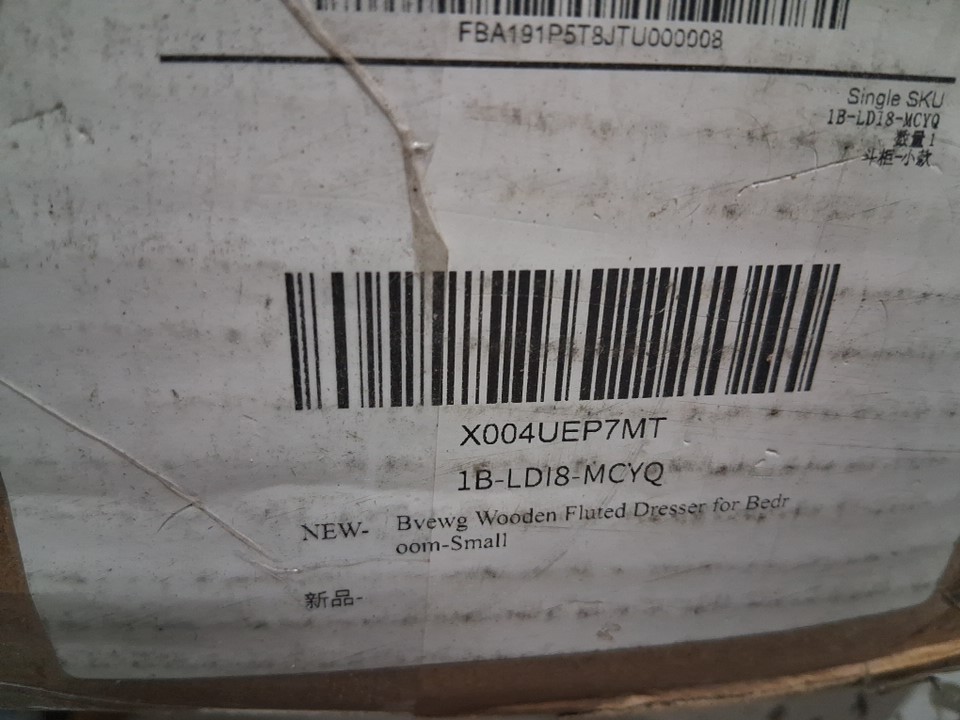 FBA191P5T8JTU000008
Single SKU
1B-LDI8-MCYQ
数量 1
斗柜-小款
X004UEP7MT
1B-LDI8-MCYQ
NEW- Bvewg Wooden Fluted Dresser for Bedr
oom-Small
新品-